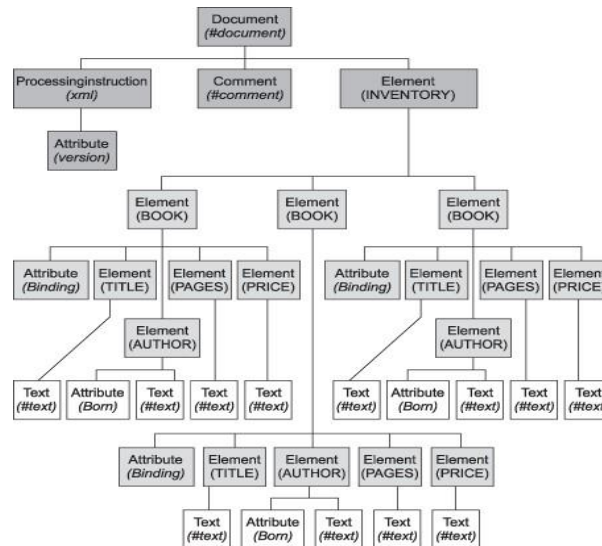 Document
(#document)
Processinginstruction
(xml)
Comment
(#comment)
Element
(INVENTORY)
Attribute
(version)
Element
(BOOK)
Element
(BOOK)
Element
(BOOK)
Attribute
(Binding)
Element
(TITLE)
Element
(PAGES)
Element
(PRICE)
Attribute
(Binding)
Element
(TITLE)
Element
(PAGES)
Element
(PRICE)
Element
(AUTHOR)
Element
(AUTHOR)
Text
(#text)
Attribute
(Born)
Text
(#text)
Text
(#text)
Text
(#text)
Text
(#text)
Attribute
(Born)
Text
(#text)
Text
(#text)
Text
(#text)
Attribute
(Binding)
Element
(TITLE)
Element
(AUTHOR)
Element
(PAGES)
Element
(PRICE)
Text
(#text)
Attribute
(Born)
Text
(#text)
Text
(#text)
Text
(#text)